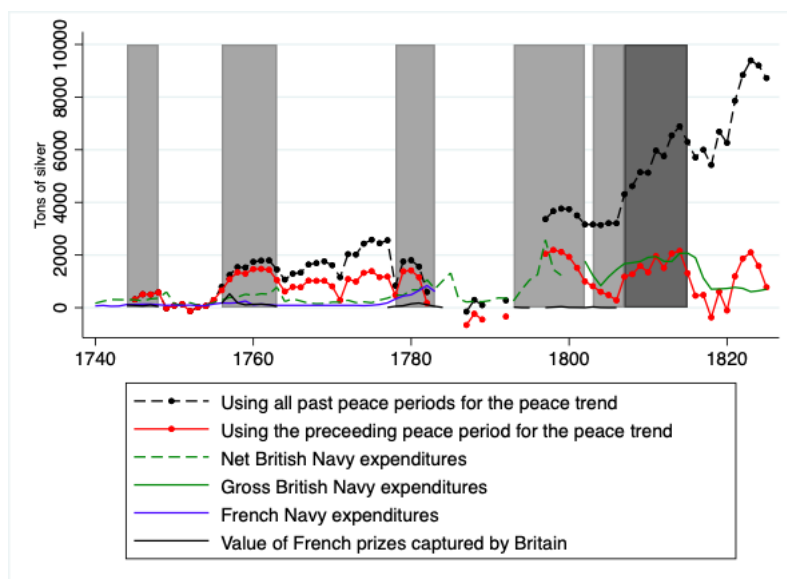 10000
8000
6000
4000
2000
0
Tons of silver
1740 1760 1780 1800 1820
Using all past peace periods for the peace trend
Using the preceeding peace period for the peace trend
Net British Navy expenditures
Gross British Navy expenditures
French Navy expenditures
Value of French prizes captured by Britain